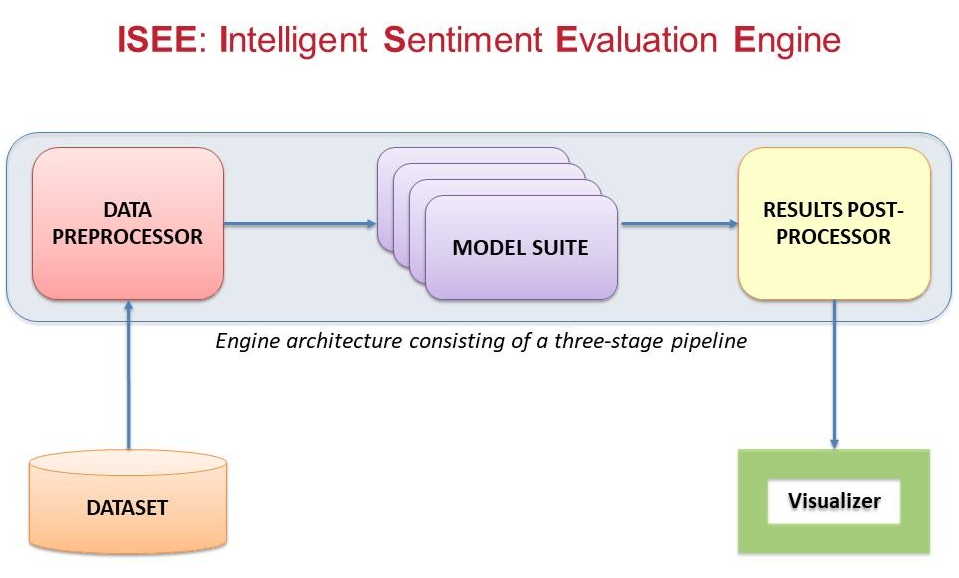 ISEE: Intelligent Sentiment Evaluation Engine
DATA
PREPROCESSOR
MODEL SUITE
RESULTS POST-
PROCESSOR
Engine architecture consisting of a three-stage pipeline
DATASET
Visualizer